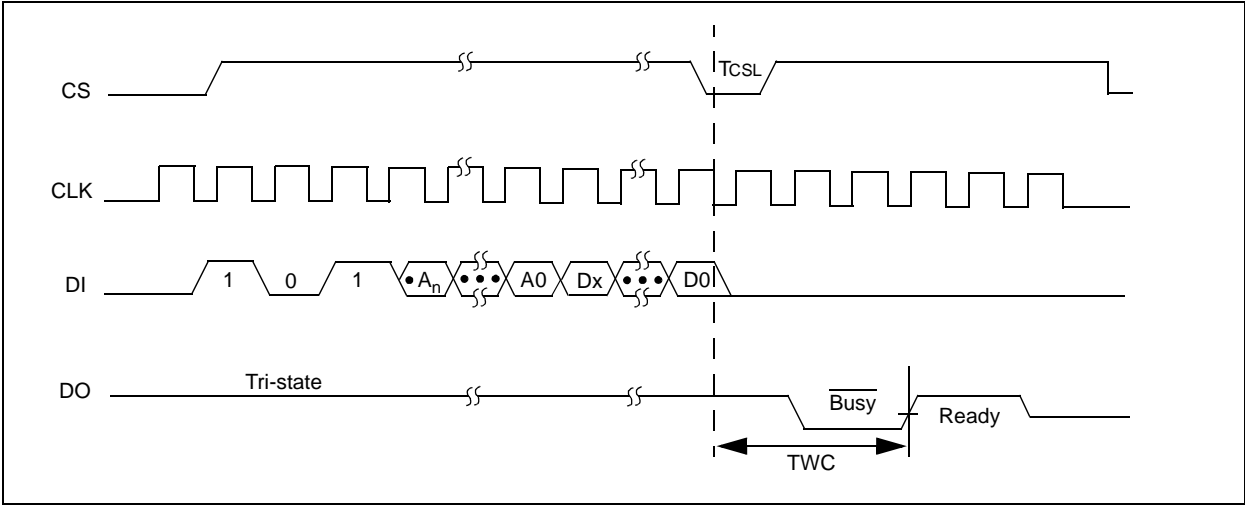 CS TCSL
CLK
DI 1 0 1 •An ••• A0 Dx ••• D0
DO Tri-state Busy Ready
TWC